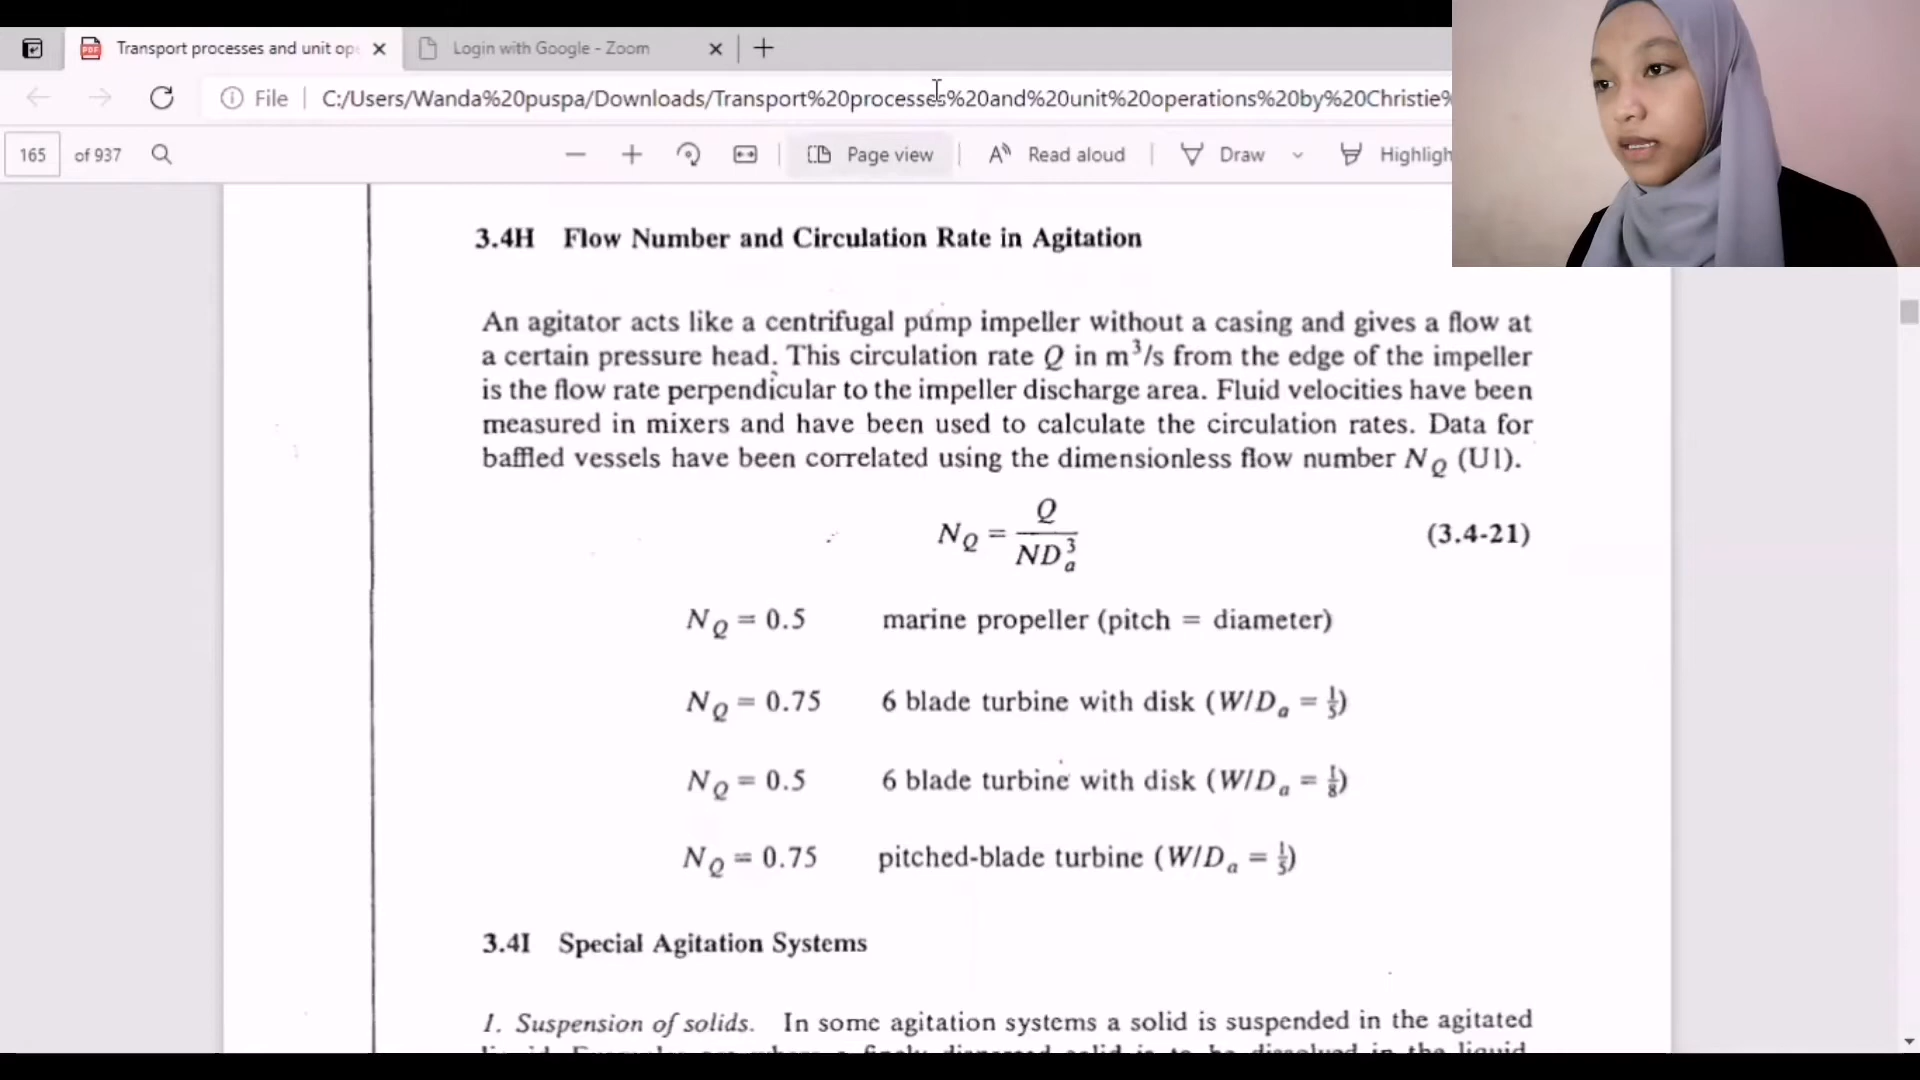 Transport processes and unit op
Login with Google - Zoom
File
C:/Users/Wanda%20puspa/Downloads/Transport%20processes%20and%20unit%20operations%20by%20Christie%
165 of 937
Page view
Read aloud
Draw
Highligh
3.4H Flow Number and Circulation Rate in Agitation
An agitator acts like a centrifugal pump impeller without a casing and gives a flow at
a certain pressure head. This circulation rate Q in m³/s from the edge of the impeller
is the flow rate perpendicular to the impeller discharge area. Fluid velocities have been
measured in mixers and have been used to calculate the circulation rates. Data for
baffled vessels have been correlated using the dimensionless flow number N_Q (U1).
N_Q = Q / ND_a^3 (3.4-21)
N_Q = 0.5 marine propeller (pitch = diameter)
N_Q = 0.75 6 blade turbine with disk (W/D_a = 1/5)
N_Q = 0.5 6 blade turbine with disk (W/D_a = 1/8)
N_Q = 0.75 pitched-blade turbine (W/D_a = 1/5)
3.4I Special Agitation Systems
1. Suspension of solids. In some agitation systems a solid is suspended in the agitated